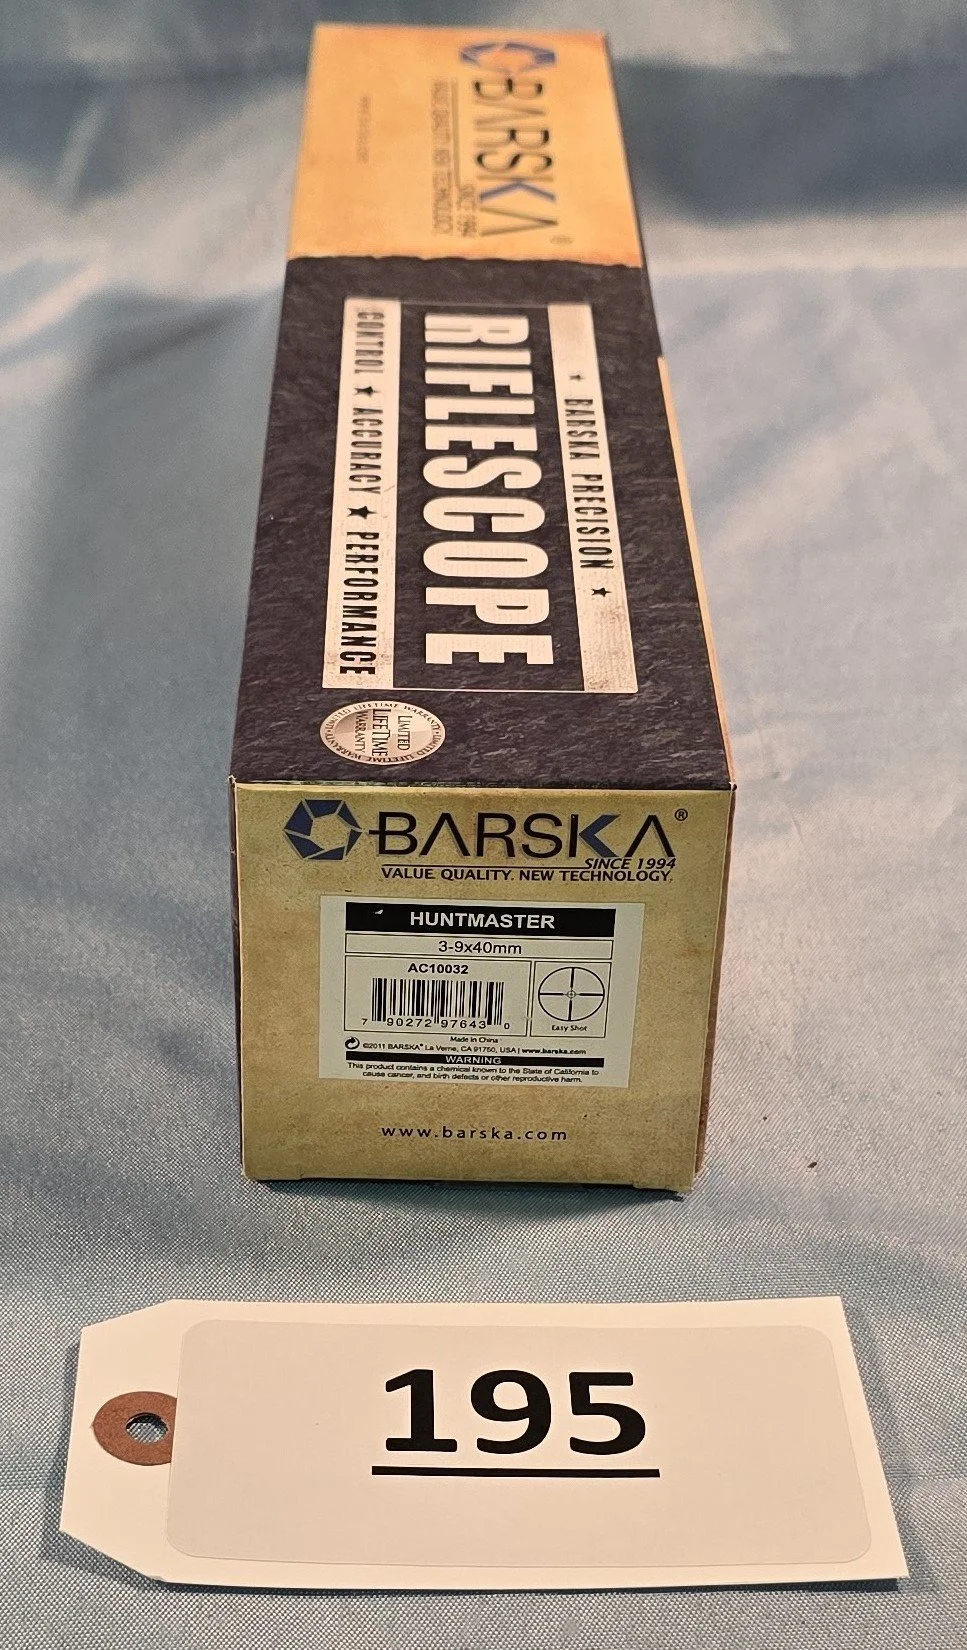 BARSKA®
SINCE 1994
VALUE. QUALITY. NEW TECHNOLOGY.
★ BARSKA PRECISION ★
RIFLESCOPE
CONTROL ★ ACCURACY ★ PERFORMANCE
LIMITED LIFETIME WARRANTY
LIMITED
LIFETIME
WARRANTY
BARSKA®
SINCE 1994
VALUE. QUALITY. NEW TECHNOLOGY.
HUNTMASTER
3-9x40mm
AC10032
7 90272 97643 0
Easy Shot
Made in China
©2011 BARSKA® La Verne, CA 91750, USA | www.barska.com
WARNING
This product contains a chemical known to the State of California to
cause cancer, and birth defects or other reproductive harm.
www.barska.com
195